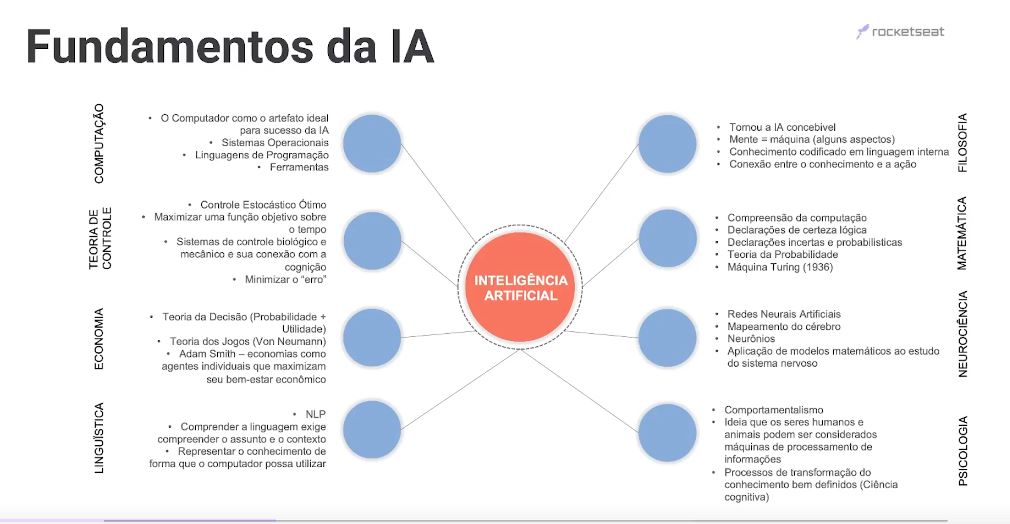 Fundamentos da IA
rocketseat
COMPUTAÇÃO
• O Computador como o artefato ideal
para sucesso da IA
• Sistemas Operacionais
• Linguagens de Programação
• Ferramentas
TEORIA DE
CONTROLE
• Controle Estocástico Ótimo
• Maximizar uma função objetivo sobre
o tempo
• Sistemas de controle biológico e
mecânico e sua conexão com a
cognição
• Minimizar o “erro”
ECONOMIA
• Teoria da Decisão (Probabilidade +
Utilidade)
• Teoria dos Jogos (Von Neumann)
• Adam Smith – economias como
agentes individuais que maximizam
seu bem-estar econômico
LINGUÍSTICA
• NLP
• Comprender a linguagem exige
compreender o assunto e o contexto
• Representar o conhecimento de
forma que o computador possa utilizar
INTELIGÊNCIA
ARTIFICIAL
• Tornou a IA concebível
• Mente = máquina (alguns aspectos)
• Conhecimento codificado em linguagem interna
• Conexão entre o conhecimento e a ação
FILOSOFIA
• Compreensão da computação
• Declarações de certeza lógica
• Declarações incertas e probabilísticas
• Teoria da Probabilidade
• Máquina Turing (1936)
MATEMÁTICA
• Redes Neurais Artificiais
• Mapeamento do cérebro
• Neurônios
• Aplicação de modelos matemáticos ao estudo
do sistema nervoso
NEUROCIÊNCIA
• Comportamentalismo
• Ideia que os seres humanos e
animais podem ser considerados
máquinas de processamento de
informações
• Processos de transformação do
conhecimento bem definidos (Ciência
cognitiva)
PSICOLOGIA